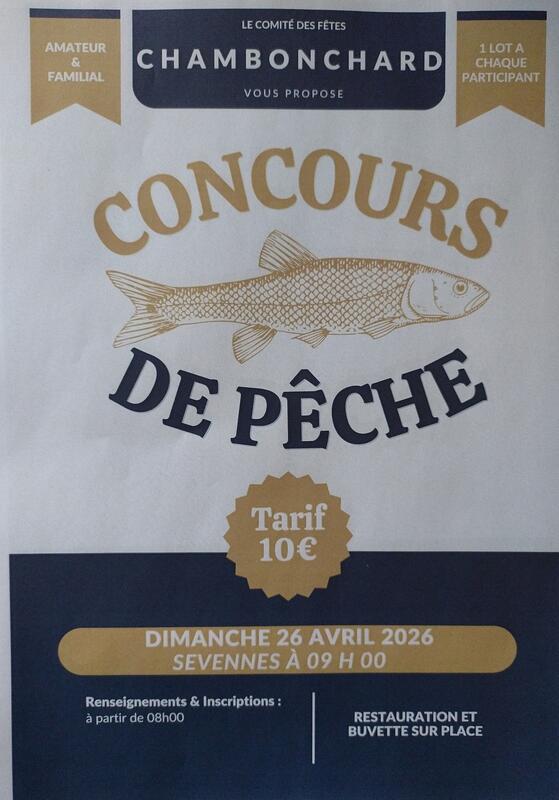 AMATEUR
&
FAMILIAL
LE COMITÉ DES FÊTES
CHAMBONCHARD
VOUS PROPOSE
1 LOT A
CHAQUE
PARTICIPANT
CONCOURS
DE PÊCHE
Tarif
10€
DIMANCHE 26 AVRIL 2026
SEVENNES À 09 H 00
Renseignements & Inscriptions :
à partir de 08h00
RESTAURATION ET
BUVETTE SUR PLACE